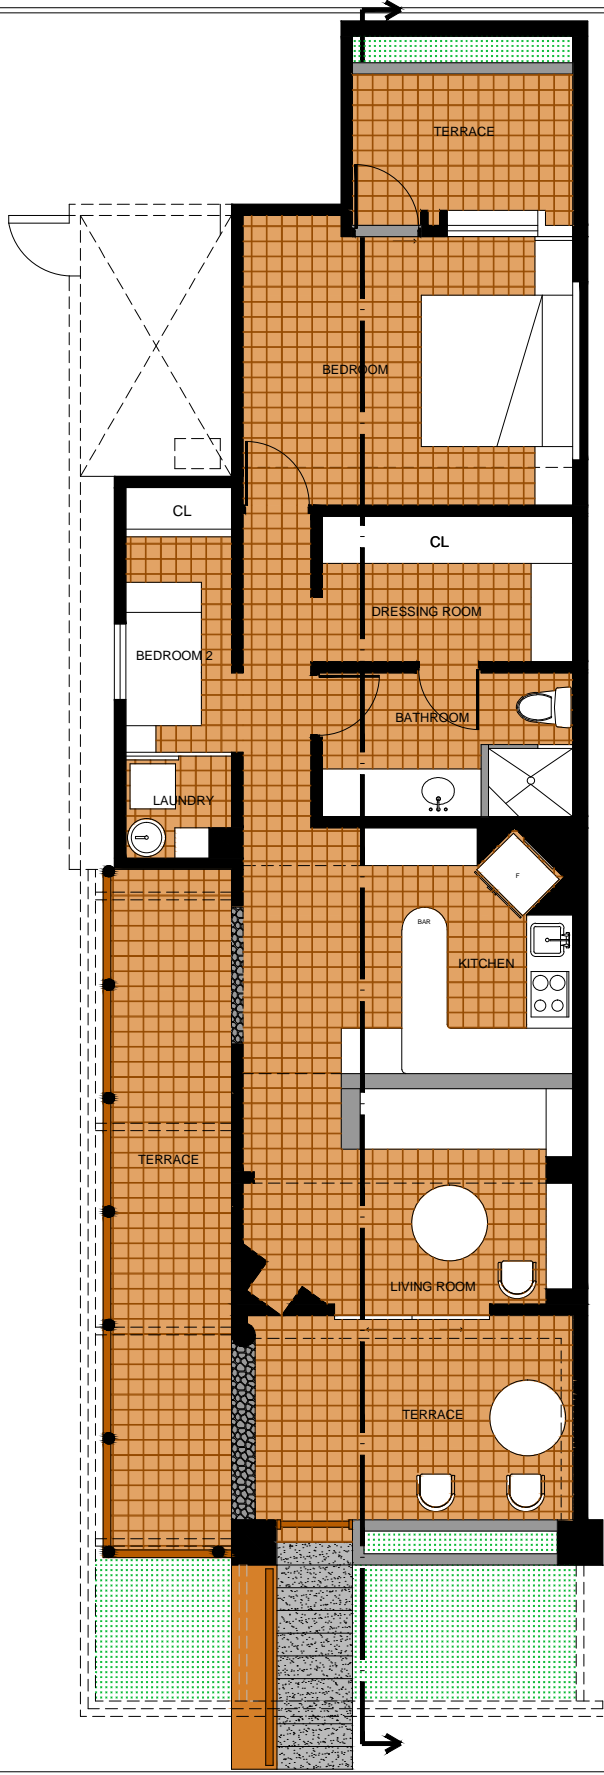 TERRACE
BEDROOM
CL
CL
DRESSING ROOM
BEDROOM 2
BATHROOM
LAUNDRY
F
BAR
KITCHEN
TERRACE
LIVING ROOM
TERRACE